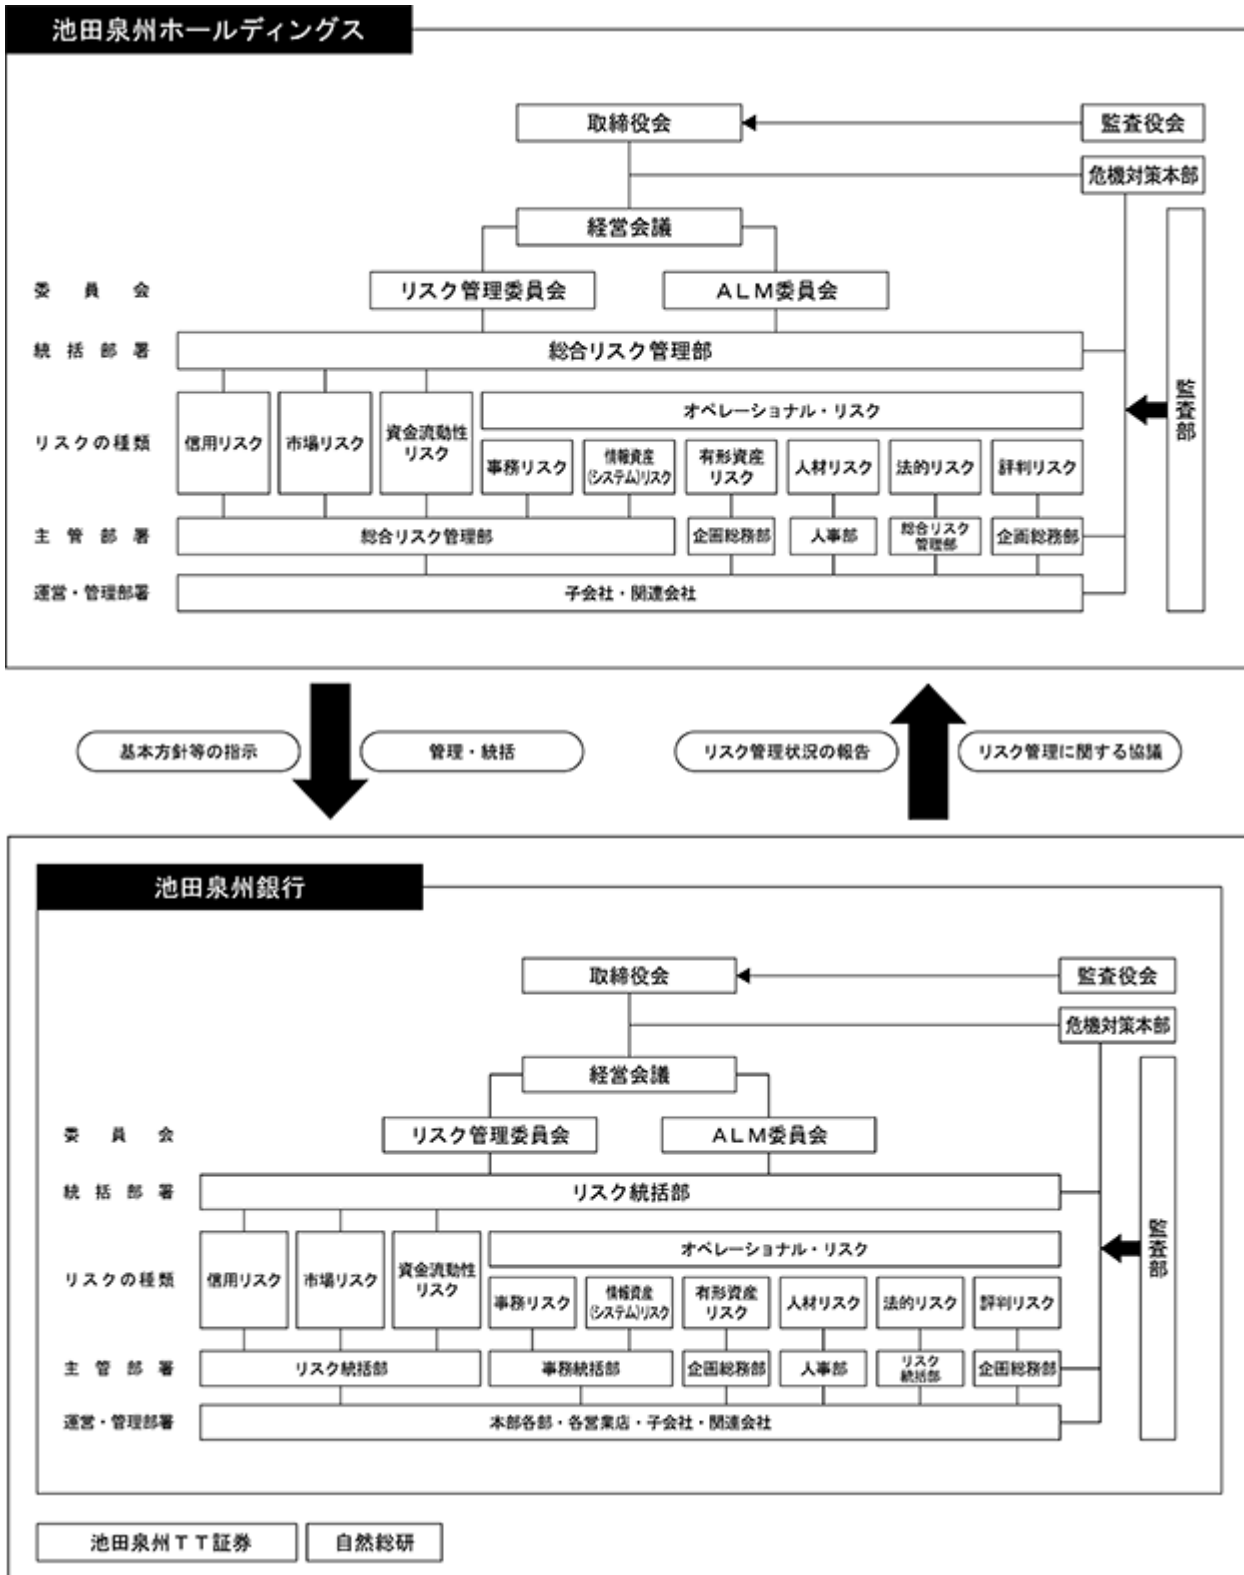 池田泉州ホールディングス
取締役会
監査役会
危機対策本部
経営会議
委員会
リスク管理委員会
ＡＬＭ委員会
統括部署
総合リスク管理部
監査部
リスクの種類
信用リスク
市場リスク
資金流動性
リスク
オペレーショナル・リスク
事務リスク
情報資産
(システム)リスク
有形資産
リスク
人材リスク
法的リスク
評判リスク
主管部署
総合リスク管理部
企画総務部
人事部
総合リスク
管理部
企画総務部
運営・管理部署
子会社・関連会社
基本方針等の指示
管理・統括
リスク管理状況の報告
リスク管理に関する協議
池田泉州銀行
取締役会
監査役会
危機対策本部
経営会議
委員会
リスク管理委員会
ＡＬＭ委員会
統括部署
リスク統括部
監査部
リスクの種類
信用リスク
市場リスク
資金流動性
リスク
オペレーショナル・リスク
事務リスク
情報資産
(システム)リスク
有形資産
リスク
人材リスク
法的リスク
評判リスク
主管部署
リスク統括部
事務統括部
企画総務部
人事部
リスク
統括部
企画総務部
運営・管理部署
本部各部・各営業店・子会社・関連会社
池田泉州ＴＴ証券
自然総研